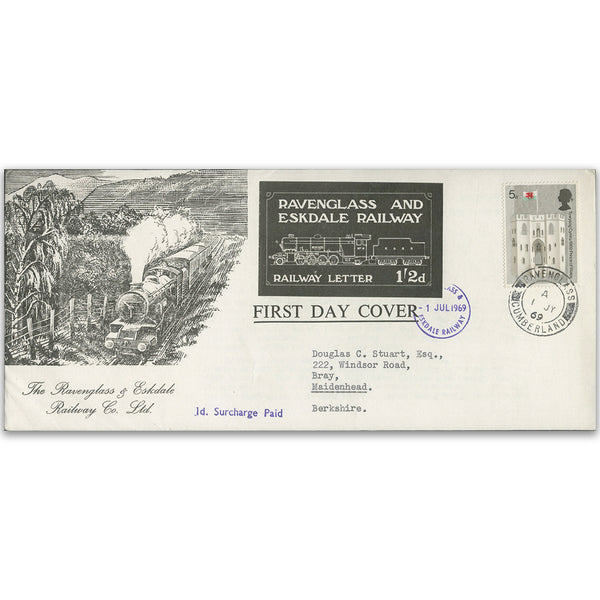 RAVENGLASS AND
ESKDALE RAILWAY
RAILWAY LETTER 1'2d
FIRST DAY COVER
ASS &
- 1 JUL 1969
ESKDALE RAILWAY
5D
RAVENGLASS
A
1 JY
69
CUMBERLAND
Douglas C. Stuart, Esq.,
222, Windsor Road,
Bray,
Maidenhead.
Berkshire.
The Ravenglass & Eskdale
Railway Co. Ltd.
1d. Surcharge Paid